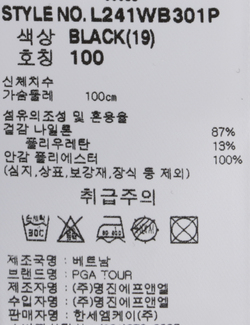 STYLE NO. L241WB301P
색상 BLACK(19)
호칭 100
신체치수
가슴둘레 100cm
섬유의조성 및 혼용율
겉감 나일론 87%
폴리우레탄 13%
안감 폴리에스터 100%
(심지,상표,보강재,장식 등 제외)
취급주의
제조국명 : 베트남
브랜드명 : PGA TOUR
제조자명 : (주)명진에프앤엘
수입자명 : (주)명진에프앤엘
판매자명 : 한세엠케이(주)